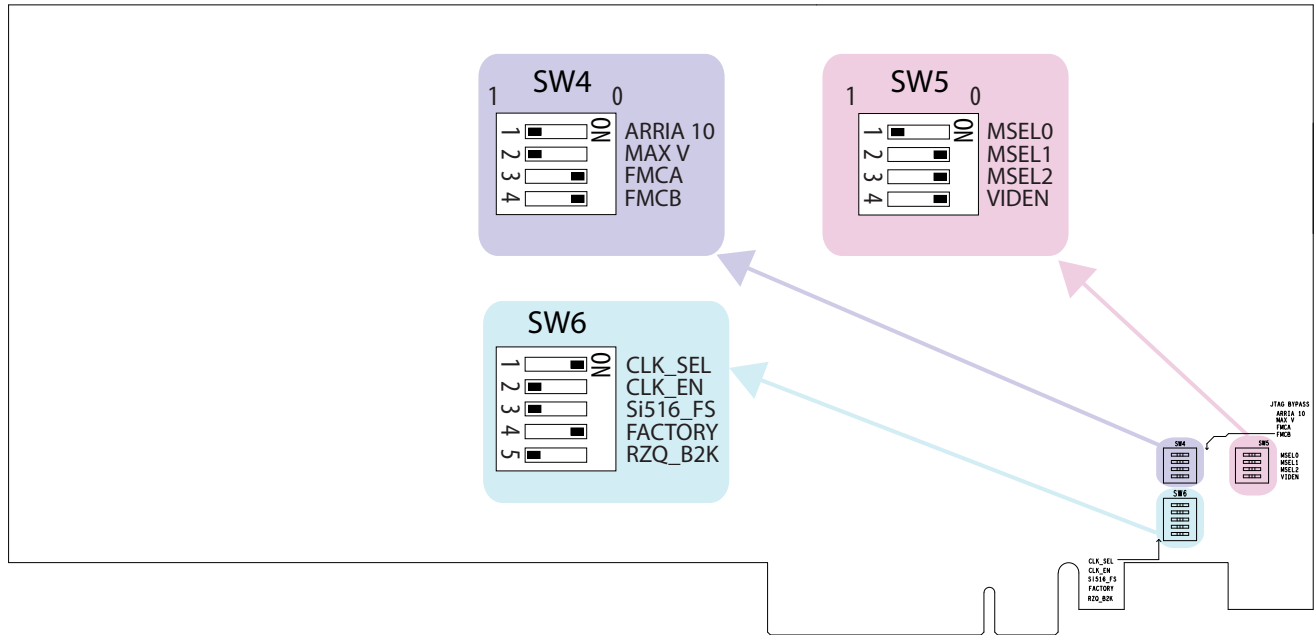 SW4
1 0
ON
1 ARRIA 10
2 MAX V
3 FMCA
4 FMCB
SW5
1 0
ON
1 MSEL0
2 MSEL1
3 MSEL2
4 VIDEN
SW6
ON
1 CLK_SEL
2 CLK_EN
3 Si516_FS
4 FACTORY
5 RZQ_B2K
JTAG BYPASS
ARRIA 10
MAX V
FMCA
FMCB
SW4
SW5
MSEL0
MSEL1
MSEL2
VIDEN
SW6
CLK_SEL
CLK_EN
SI516_FS
FACTORY
RZQ_B2K